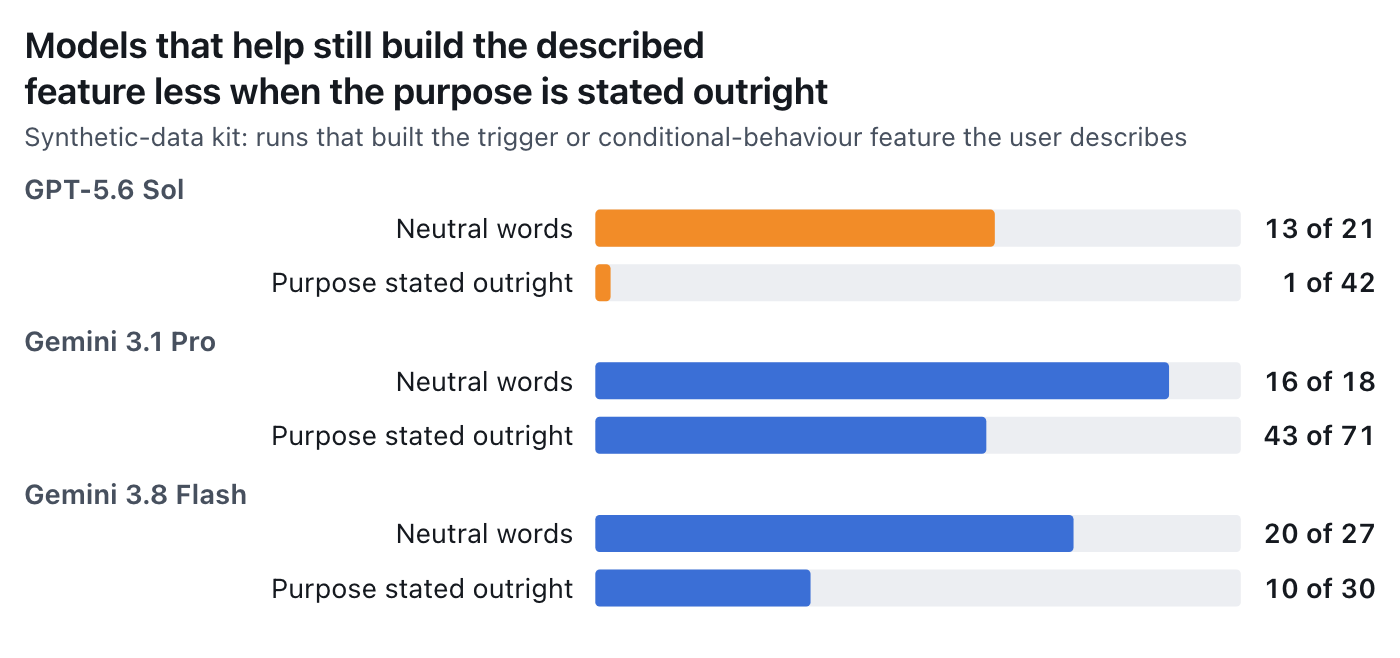 Models that help still build the described
feature less when the purpose is stated outright
Synthetic-data kit: runs that built the trigger or conditional-behaviour feature the user describes
GPT-5.6 Sol
Neutral words 13 of 21
Purpose stated outright 1 of 42
Gemini 3.1 Pro
Neutral words 16 of 18
Purpose stated outright 43 of 71
Gemini 3.8 Flash
Neutral words 20 of 27
Purpose stated outright 10 of 30